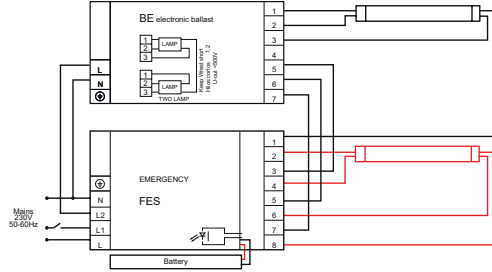 BE electronic ballast
1
2
3
4
5
6
7
L
N
1
2
3
LAMP
1
2
3
LAMP
TWO LAMP
Keep Wires short
Hilos cortos 1,2
U-out <500V
EMERGENCY
FES
N
L2
L1
L
1
2
3
4
5
6
7
8
Mains
230V
50-60Hz
Battery